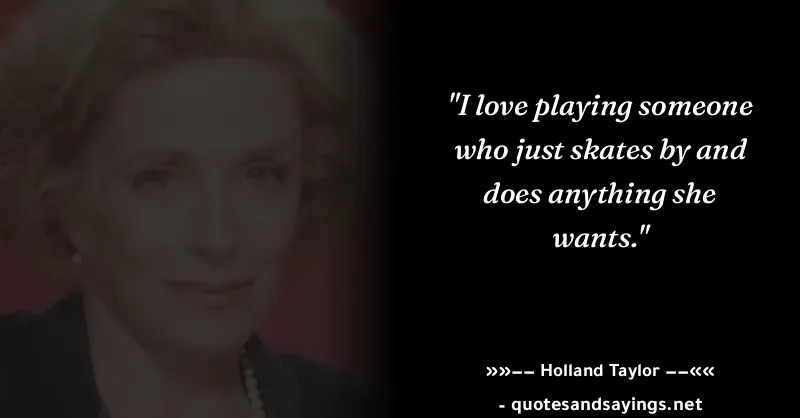 "I love playing someone
who just skates by and
does anything she
wants."
»»–– Holland Taylor ––««
- quotesandsayings.net